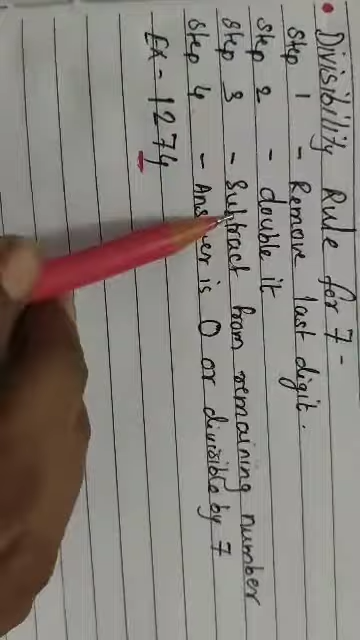 • Divisibility Rule for 7 -
Step 1 - Remove last digit.
Step 2 - double it
Step 3 - Subtract from remaining number
Step 4 - Answer is 0 or divisible by 7
Ex - 1274